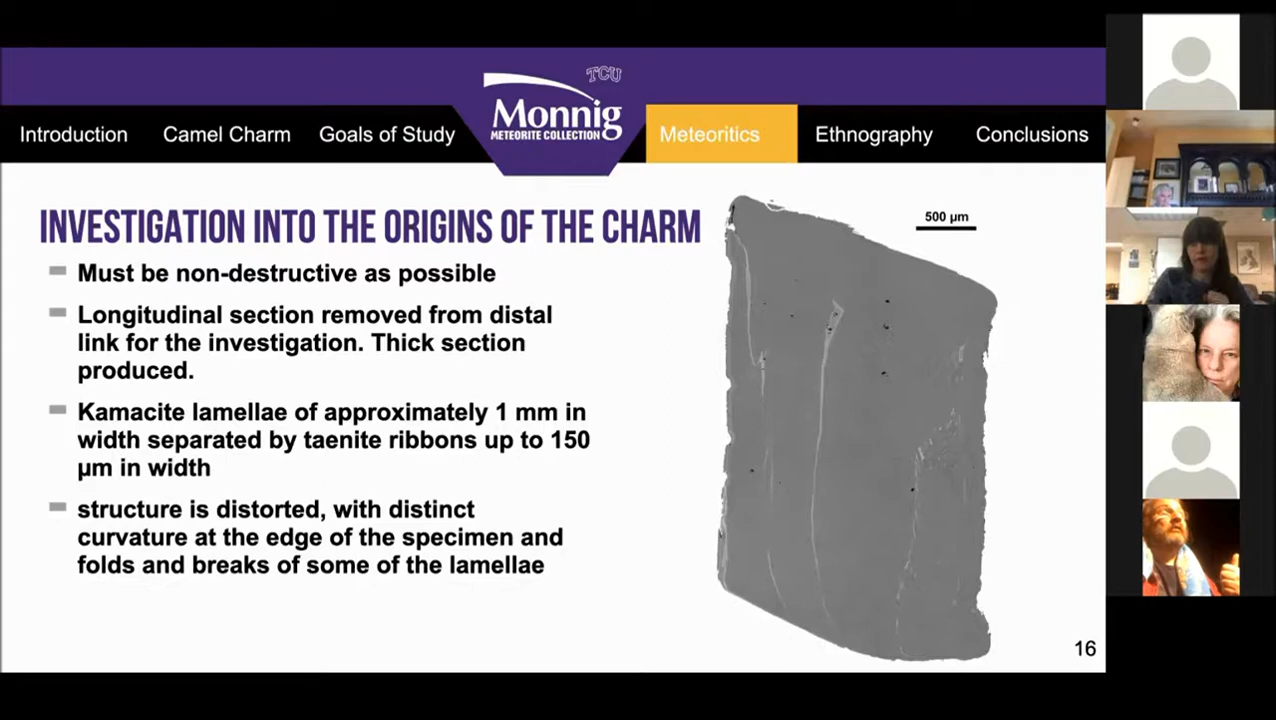 TCU
Monnig
METEORITE COLLECTION
Introduction Camel Charm Goals of Study Meteoritics Ethnography Conclusions
INVESTIGATION INTO THE ORIGINS OF THE CHARM
500 µm
Must be non-destructive as possible
Longitudinal section removed from distal
link for the investigation. Thick section
produced.
Kamacite lamellae of approximately 1 mm in
width separated by taenite ribbons up to 150
µm in width
structure is distorted, with distinct
curvature at the edge of the specimen and
folds and breaks of some of the lamellae
16